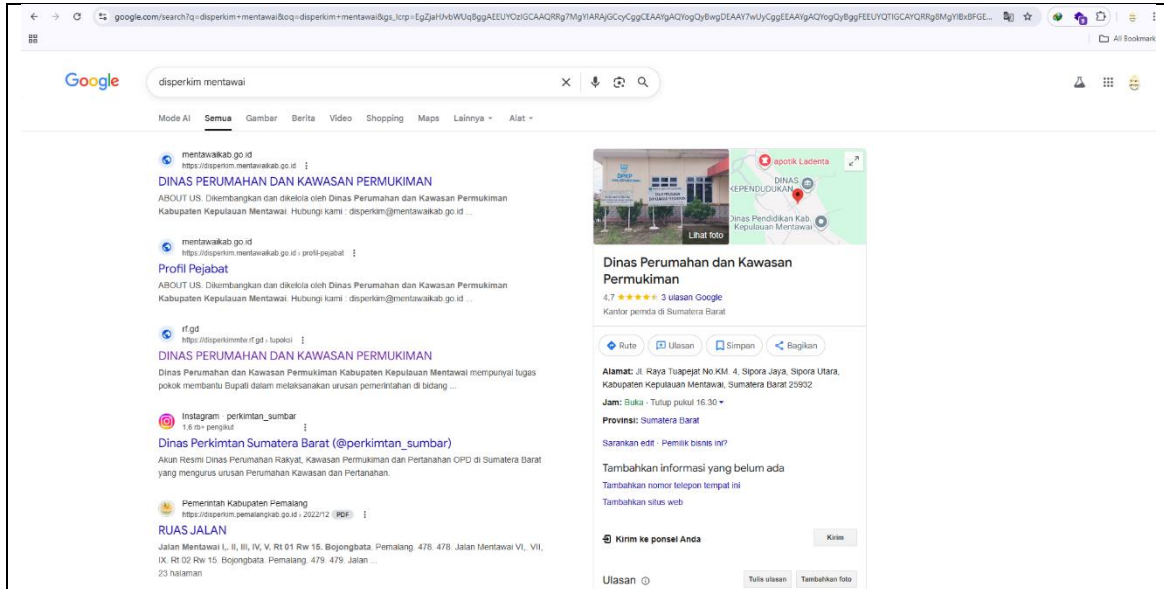 All Bookmark
Google
disperkim mentawai
Mode AI Semua Gambar Berita Video Shopping Maps Lainnya Alat
mentawaikab.go.id
https://disperkim.mentawaikab.go.id
DINAS PERUMAHAN DAN KAWASAN PERMUKIMAN
ABOUT US. Dikembangkan dan dikelola oleh Dinas Perumahan dan Kawasan Permukiman
Kabupaten Kepulauan Mentawai. Hubungi kami : disperkim@mentawaikab.go.id ...
mentawaikab.go.id
https://disperkim.mentawaikab.go.id › profil-pejabat
Profil Pejabat
ABOUT US. Dikembangkan dan dikelola oleh Dinas Perumahan dan Kawasan Permukiman
Kabupaten Kepulauan Mentawai. Hubungi kami : disperkim@mentawaikab.go.id ...
rf.gd
https://disperkimmtw.rf.gd › tupoksi
DINAS PERUMAHAN DAN KAWASAN PERMUKIMAN
Dinas Perumahan dan Kawasan Permukiman Kabupaten Kepulauan Mentawai mempunyai tugas
pokok membantu Bupati dalam melaksanakan urusan pemerintahan di bidang ...
Instagram · perkimtan_sumbar
1,6 rb+ pengikut
Dinas Perkimtan Sumatera Barat (@perkimtan_sumbar)
Akun Resmi Dinas Perumahan Rakyat, Kawasan Permukiman dan Pertanahan OPD di Sumatera Barat
yang mengurus urusan Perumahan Kawasan dan Pertanahan.
Pemerintah Kabupaten Pemalang
https://disperkim.pemalangkab.go.id › 2022/12 PDF
RUAS JALAN
Jalan Mentawai I,. II, III, IV, V, Rt 01 Rw 15. Bojongbata. Pemalang. 478. 478. Jalan Mentawai VI, VII,
IX. Rt 02 Rw 15. Bojongbata. Pemalang. 479. 479. Jalan ...
23 halaman
DPKP
Lihat foto
apotik Ladenta
DINAS
KEPENDUDUKAN
Dinas Pendidikan Kab.
Kepulauan Mentawai
Dinas Perumahan dan Kawasan
Permukiman
4,7 3 ulasan Google
Kantor pemda di Sumatera Barat
Rute Ulasan Simpan Bagikan
Alamat: Jl. Raya Tuapejat No.KM. 4, Sipora Jaya, Sipora Utara,
Kabupaten Kepulauan Mentawai, Sumatera Barat 25932
Jam: Buka · Tutup pukul 16.30
Provinsi: Sumatera Barat
Sarankan edit · Pemilik bisnis ini?
Tambahkan informasi yang belum ada
Tambahkan nomor telepon tempat ini
Tambahkan situs web
Kirim ke ponsel Anda Kirim
Ulasan Tulis ulasan Tambahkan foto